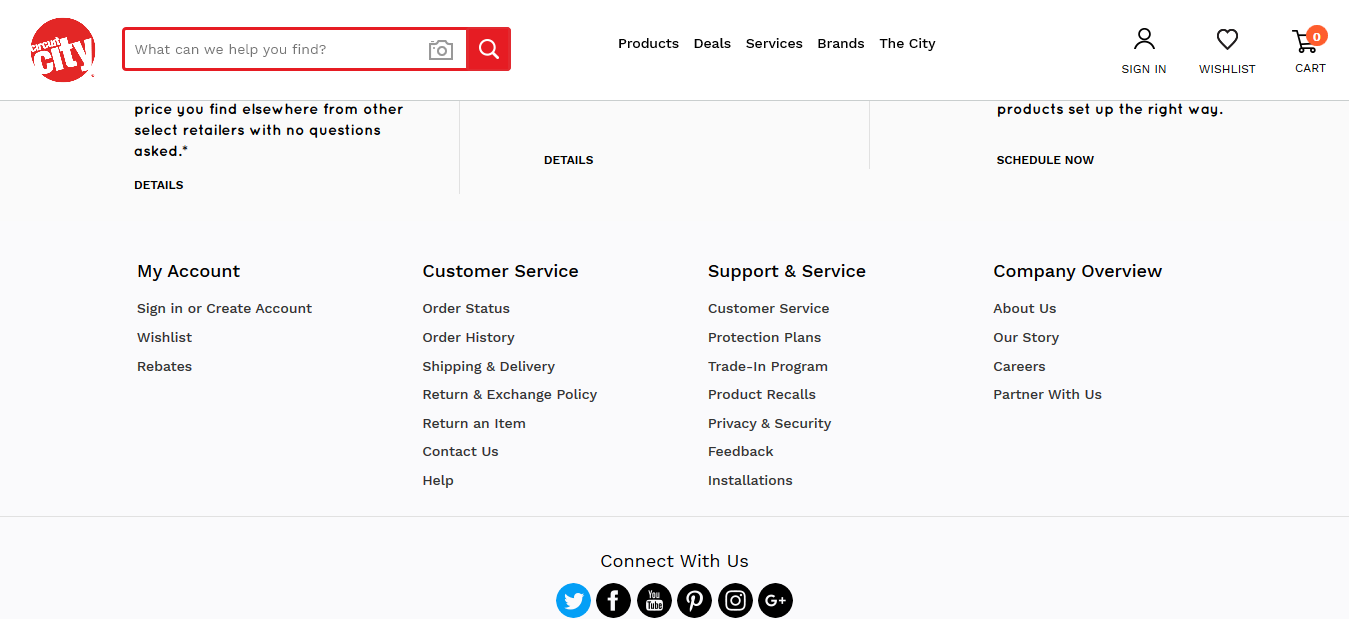 circuit
city
What can we help you find?
Products Deals Services Brands The City
SIGN IN
WISHLIST
0
CART
price you find elsewhere from other
select retailers with no questions
asked.*
DETAILS
DETAILS
products set up the right way.
SCHEDULE NOW
My Account
Sign in or Create Account
Wishlist
Rebates
Customer Service
Order Status
Order History
Shipping & Delivery
Return & Exchange Policy
Return an Item
Contact Us
Help
Support & Service
Customer Service
Protection Plans
Trade-In Program
Product Recalls
Privacy & Security
Feedback
Installations
Company Overview
About Us
Our Story
Careers
Partner With Us
Connect With Us
You
Tube
G+